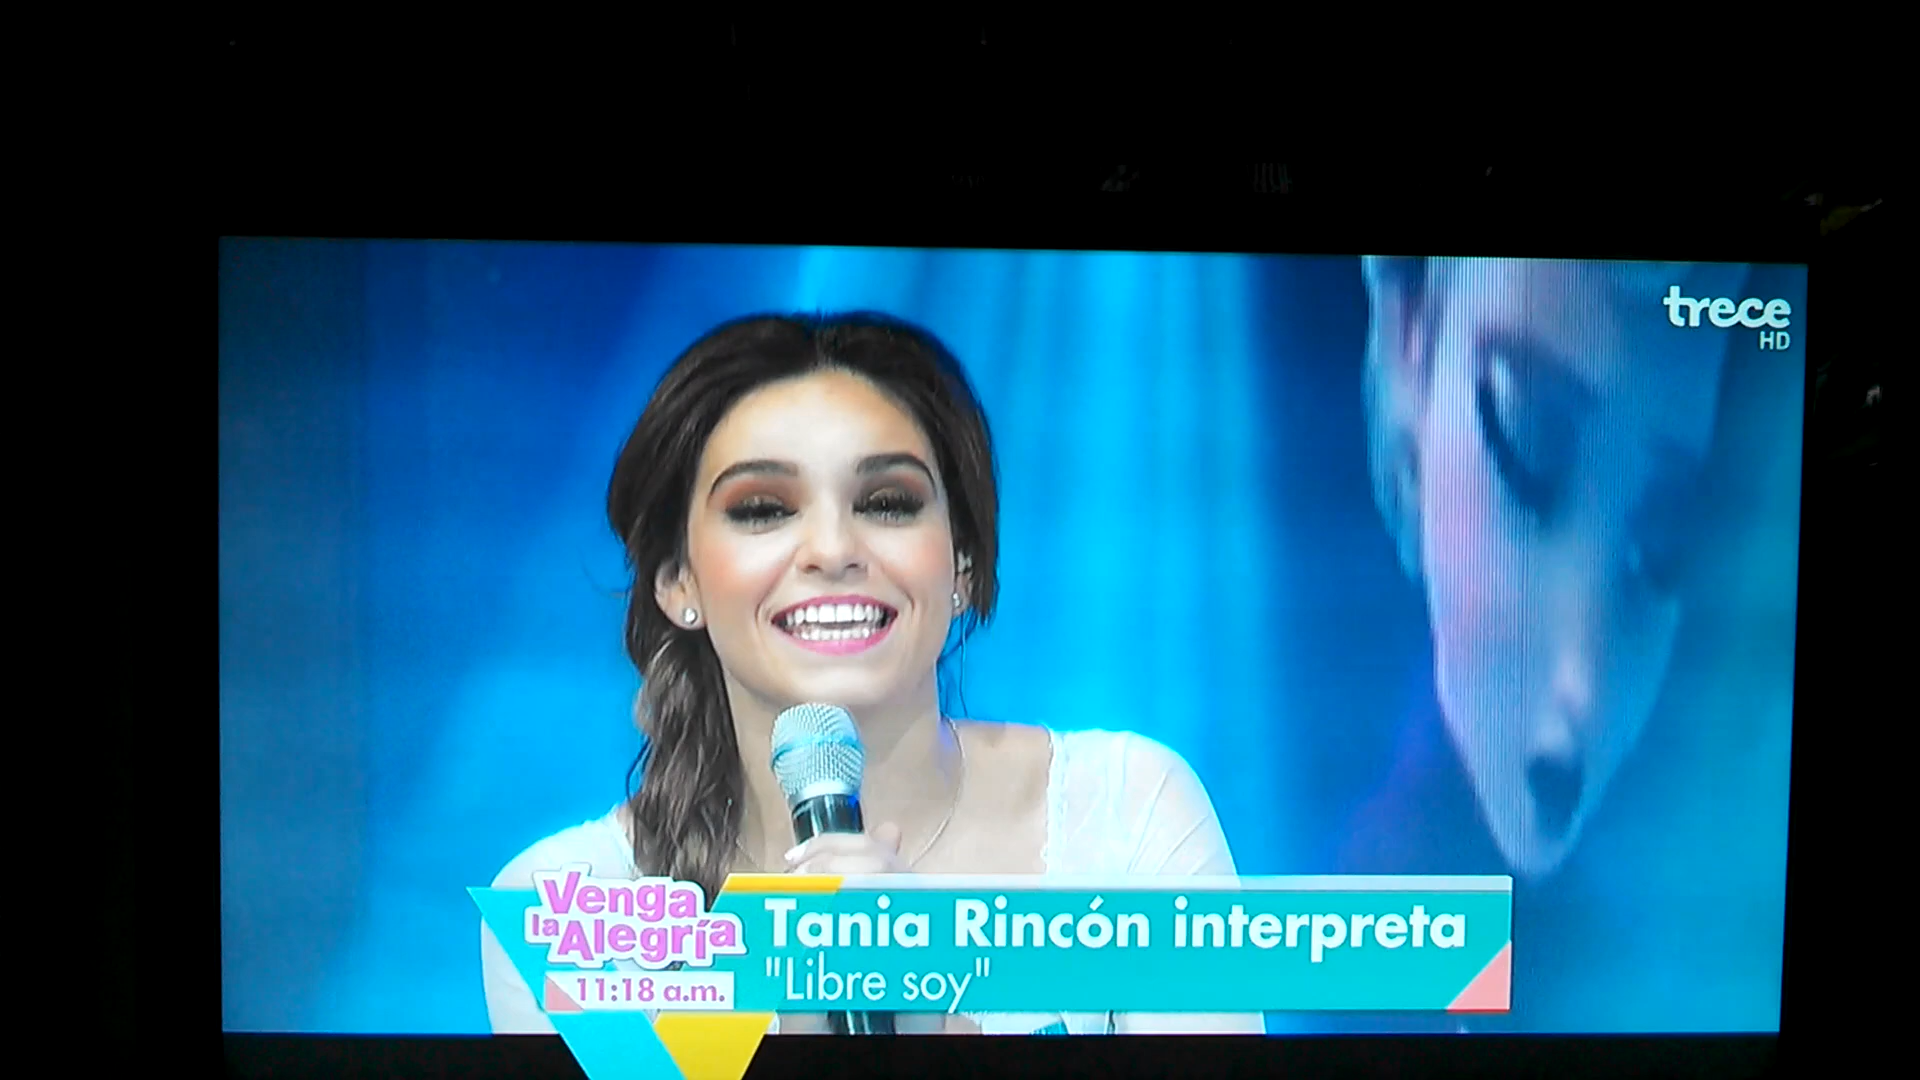 trece
HD
Venga
la Alegría
11:18 a.m.
Tania Rincón interpreta
"Libre soy"